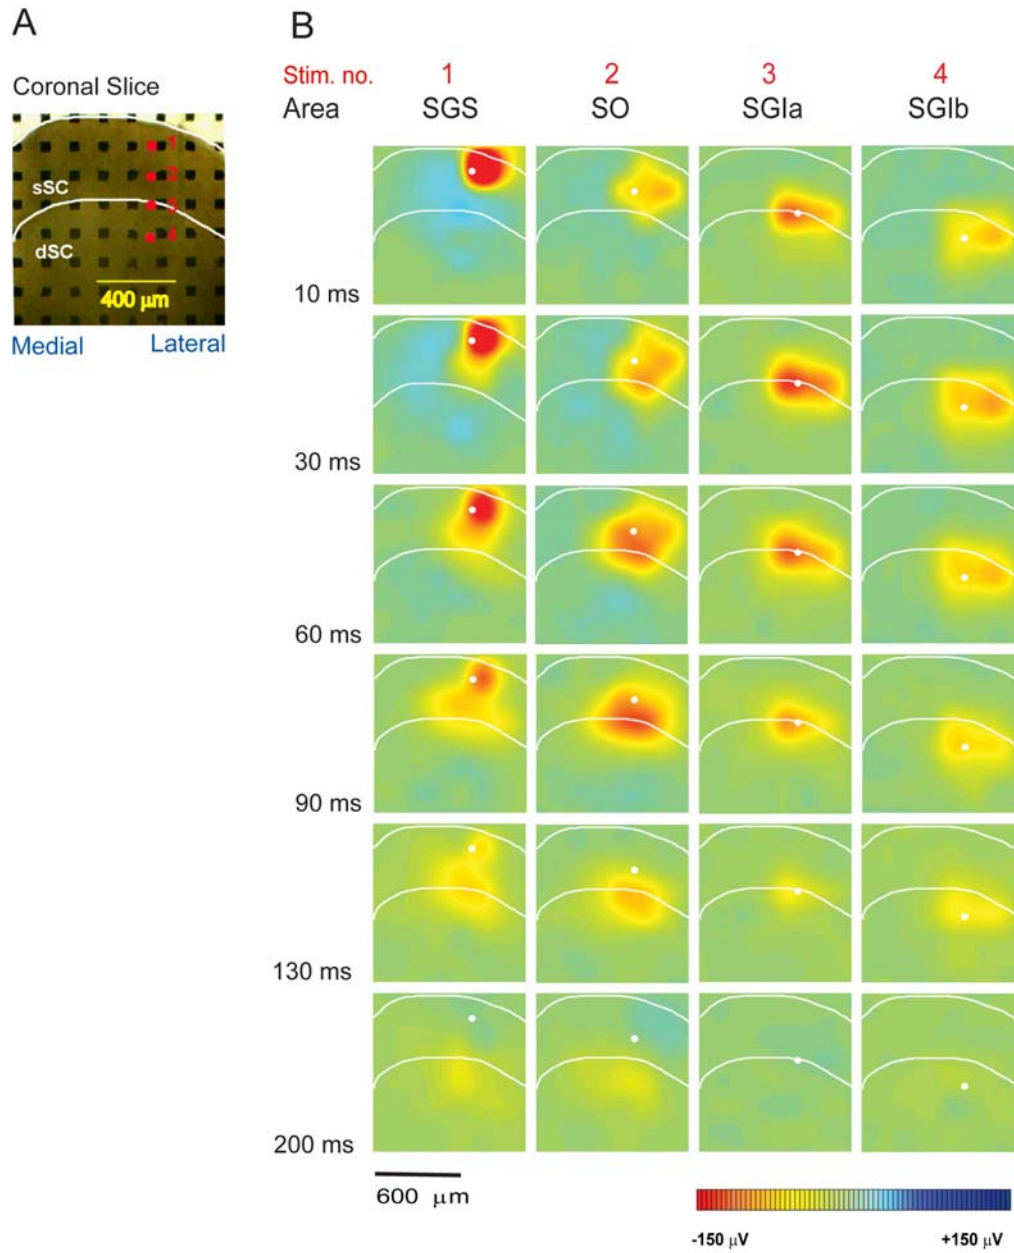 A
B
Coronal Slice
sSC
dSC
1
2
3
4
400 μm
Medial Lateral
Stim. no. 1 2 3 4
Area SGS SO SGIa SGIb
10 ms
30 ms
60 ms
90 ms
130 ms
200 ms
600 μm
-150 μV +150 μV